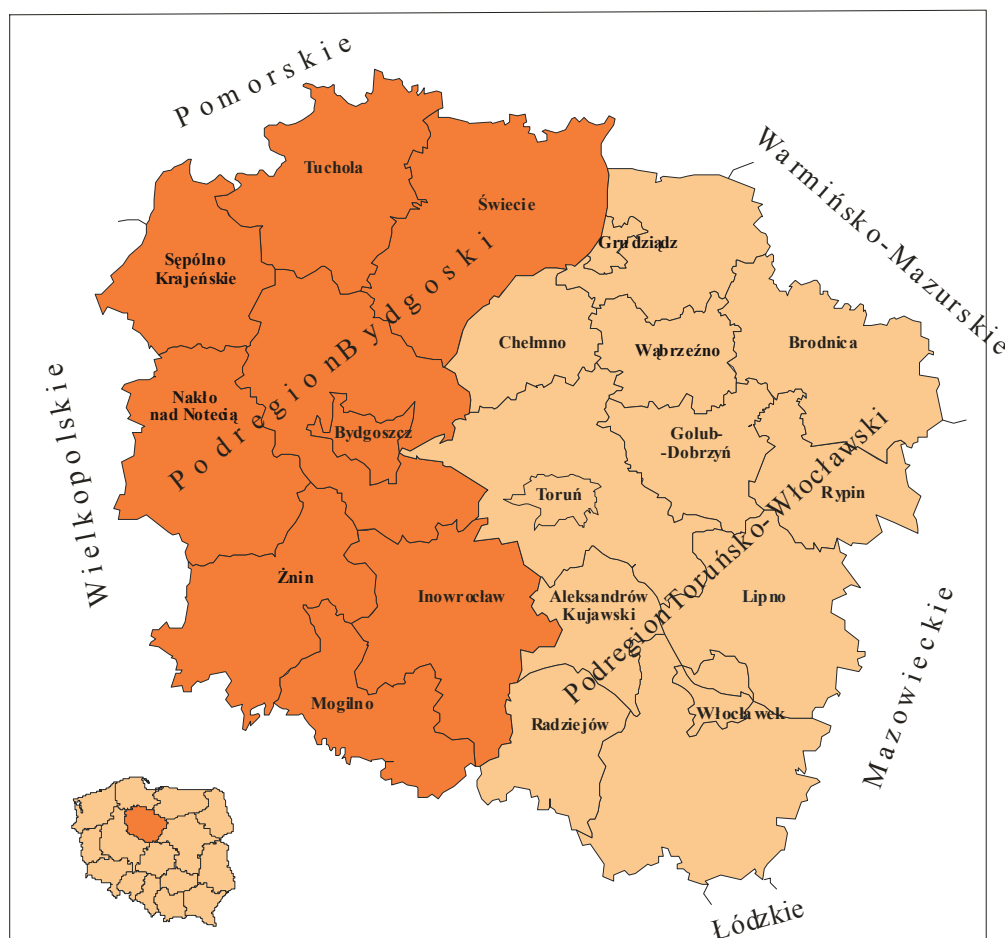 Pomorskie
Warmińsko-Mazurskie
Tuchola
Świecie
Grudziądz
Sępólno
Krajeńskie
Chełmno
Wąbrzeźno
Brodnica
Wielkopolskie
Nakło
nad Notecią
Podregion Bydgoski
Bydgoszcz
Golub-
-Dobrzyń
Toruń
Rypin
Podregion Toruńsko-Włocławski
Żnin
Inowrocław
Aleksandrów
Kujawski
Lipno
Mogilno
Radziejów
Włocławek
Mazowieckie
Łódzkie